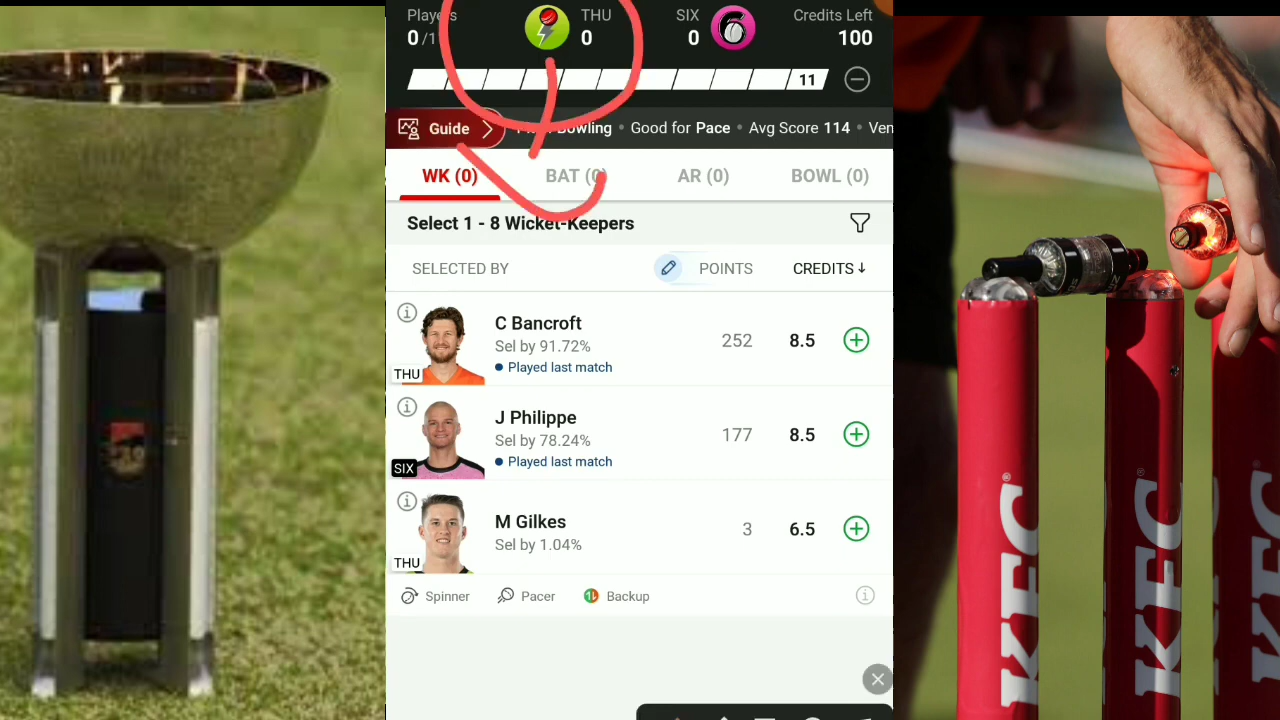 Players
THU
SIX
Credits Left
0
0
0
100
11
Guide
Bowling • Good for Pace • Avg Score 114 • Ven
WK (0)
BAT (0)
AR (0)
BOWL (0)
Select 1 - 8 Wicket-Keepers
SELECTED BY
POINTS
CREDITS↓
C Bancroft
Sel by 91.72%
Played last match
THU
252
8.5
J Philippe
Sel by 78.24%
Played last match
SIX
177
8.5
M Gilkes
Sel by 1.04%
THU
3
6.5
Spinner
Pacer
Backup
KFC
KFC
KFC